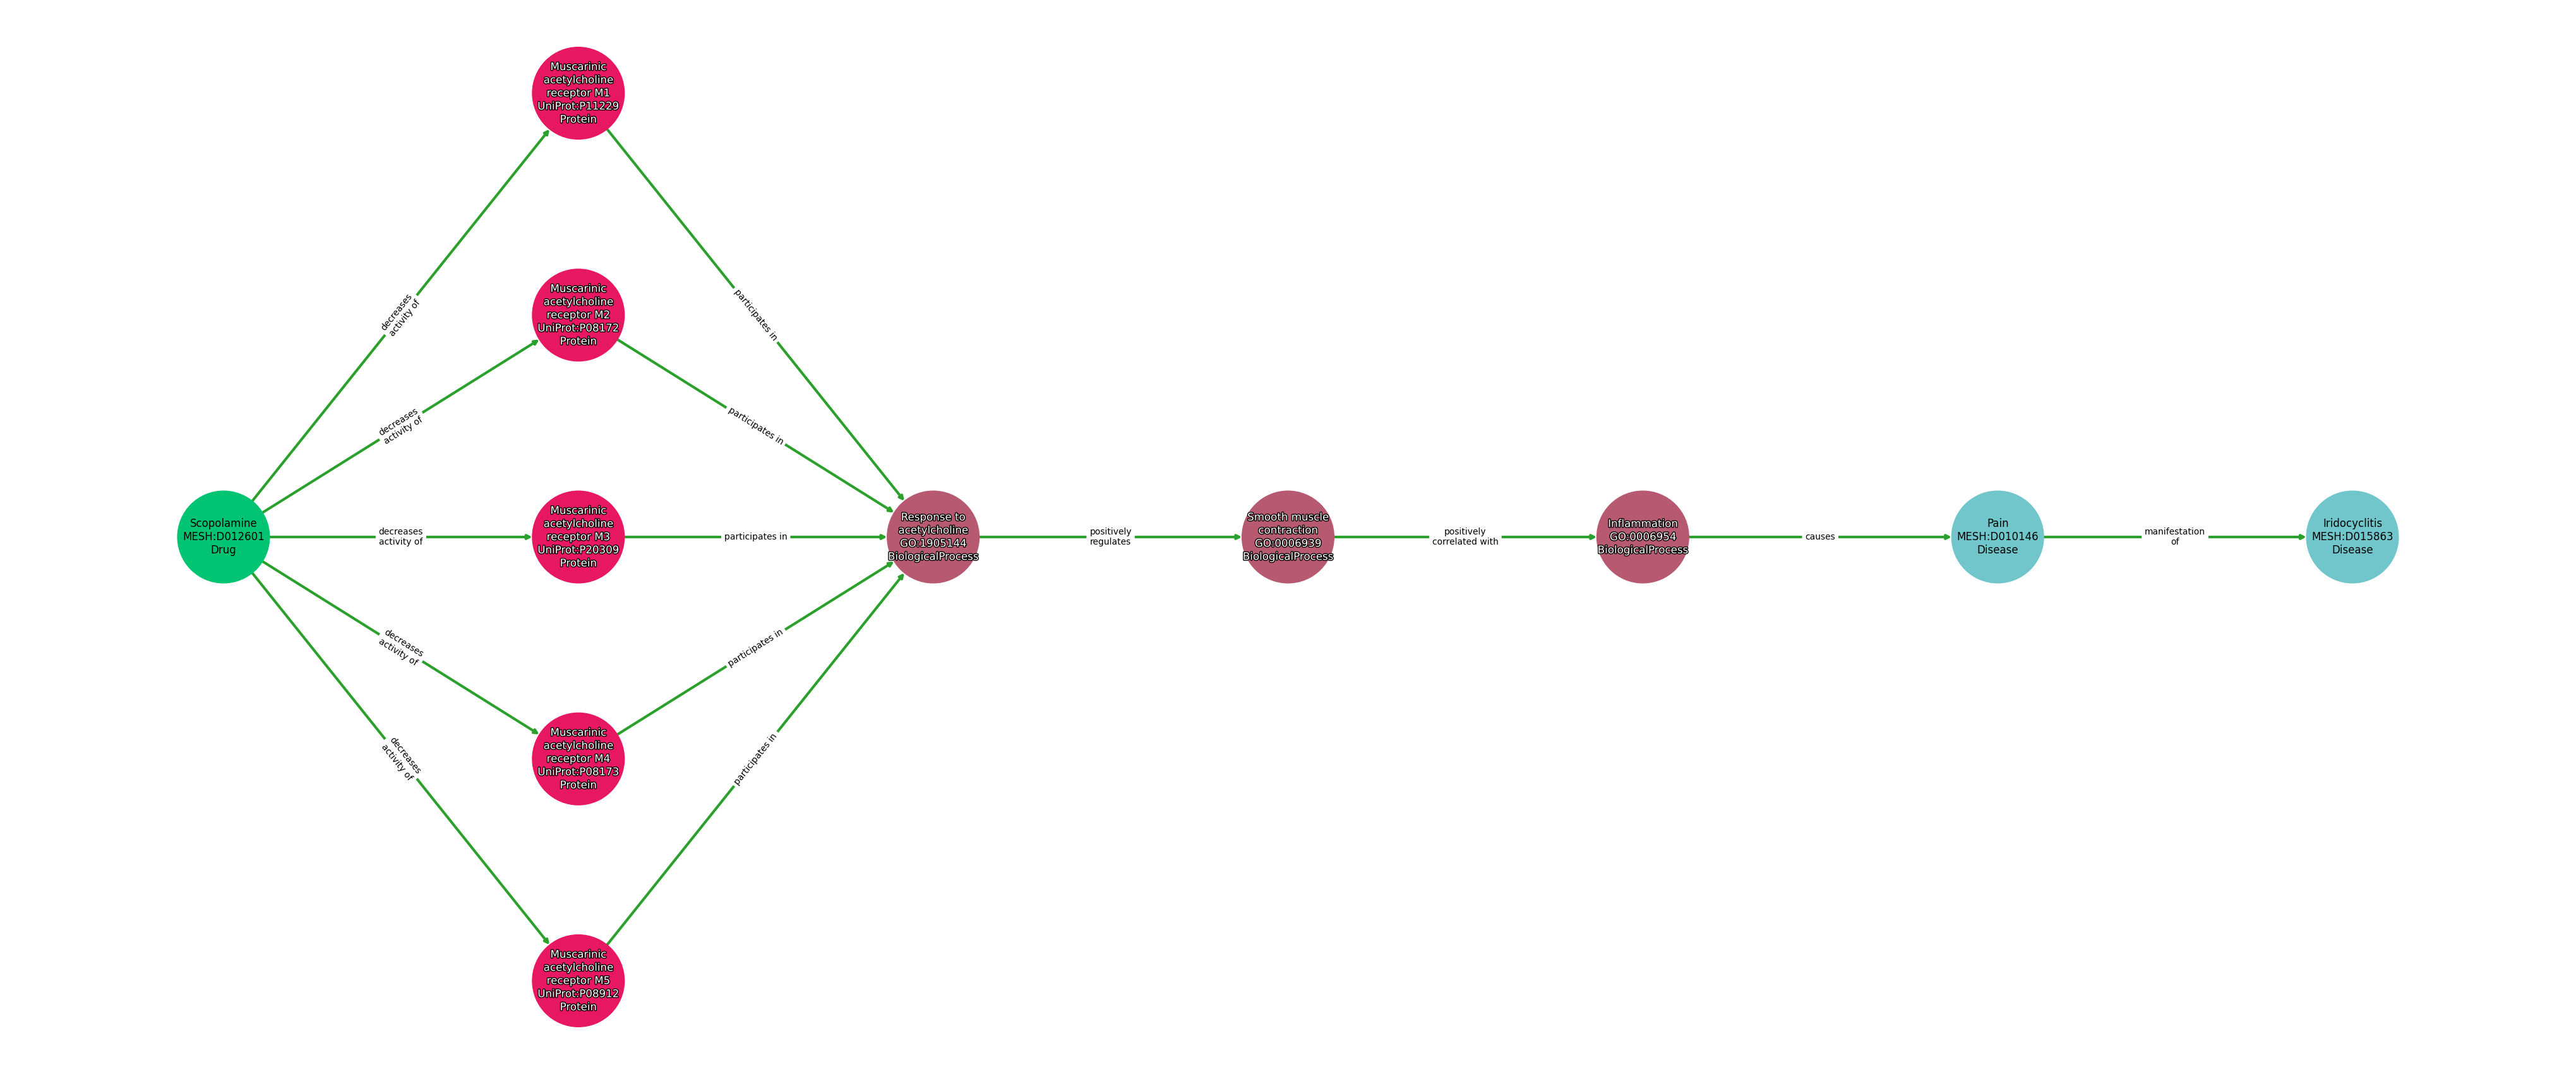 Muscarinic
acetylcholine
receptor M1
UniProt:P11229
Protein
Muscarinic
acetylcholine
receptor M2
UniProt:P08172
Protein
Scopolamine
MESH:D012601
Drug
Muscarinic
acetylcholine
receptor M3
UniProt:P20309
Protein
Muscarinic
acetylcholine
receptor M4
UniProt:P08173
Protein
Muscarinic
acetylcholine
receptor M5
UniProt:P08912
Protein
decreases
activity of
decreases
activity of
decreases
activity of
decreases
activity of
decreases
activity of
participates in
participates in
participates in
participates in
participates in
Response to
acetylcholine
GO:1905144
BiologicalProcess
positively
regulates
Smooth muscle
contraction
GO:0006939
BiologicalProcess
positively
correlated with
Inflammation
GO:0006954
BiologicalProcess
causes
Pain
MESH:D010146
Disease
manifestation
of
Iridocyclitis
MESH:D015863
Disease